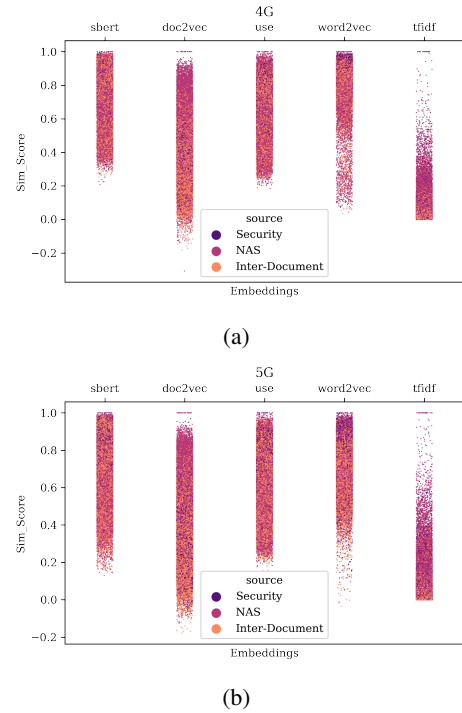 4G
sbert doc2vec use word2vec tfidf
1.0
0.8
0.6
0.4
0.2
0.0
−0.2
Sim_Score
source
Security
NAS
Inter-Document
Embeddings
(a)
5G
sbert doc2vec use word2vec tfidf
1.0
0.8
0.6
0.4
0.2
0.0
−0.2
Sim_Score
source
Security
NAS
Inter-Document
Embeddings
(b)